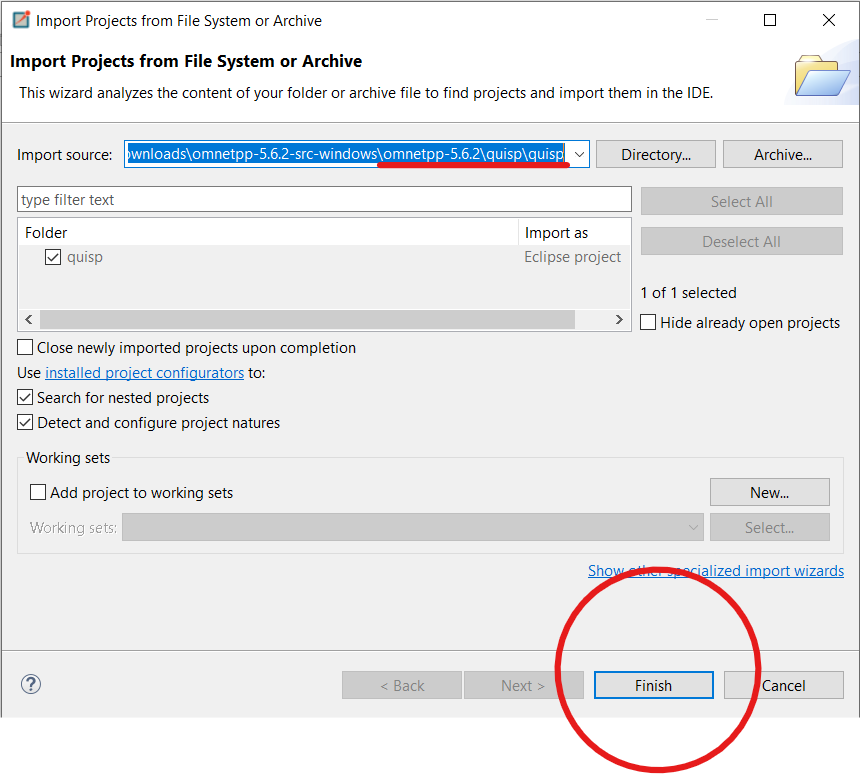 Import Projects from File System or Archive
Import Projects from File System or Archive
This wizard analyzes the content of your folder or archive file to find projects and import them in the IDE.
Import source: ownloads\omnetpp-5.6.2-src-windows\omnetpp-5.6.2\quisp\quisp Directory... Archive...
type filter text Select All
Folder Import as Deselect All
quisp Eclipse project
1 of 1 selected
Hide already open projects
Close newly imported projects upon completion
Use installed project configurators to:
Search for nested projects
Detect and configure project natures
Working sets
Add project to working sets New...
Working sets: Select...
Show other specialized import wizards
? < Back Next > Finish Cancel